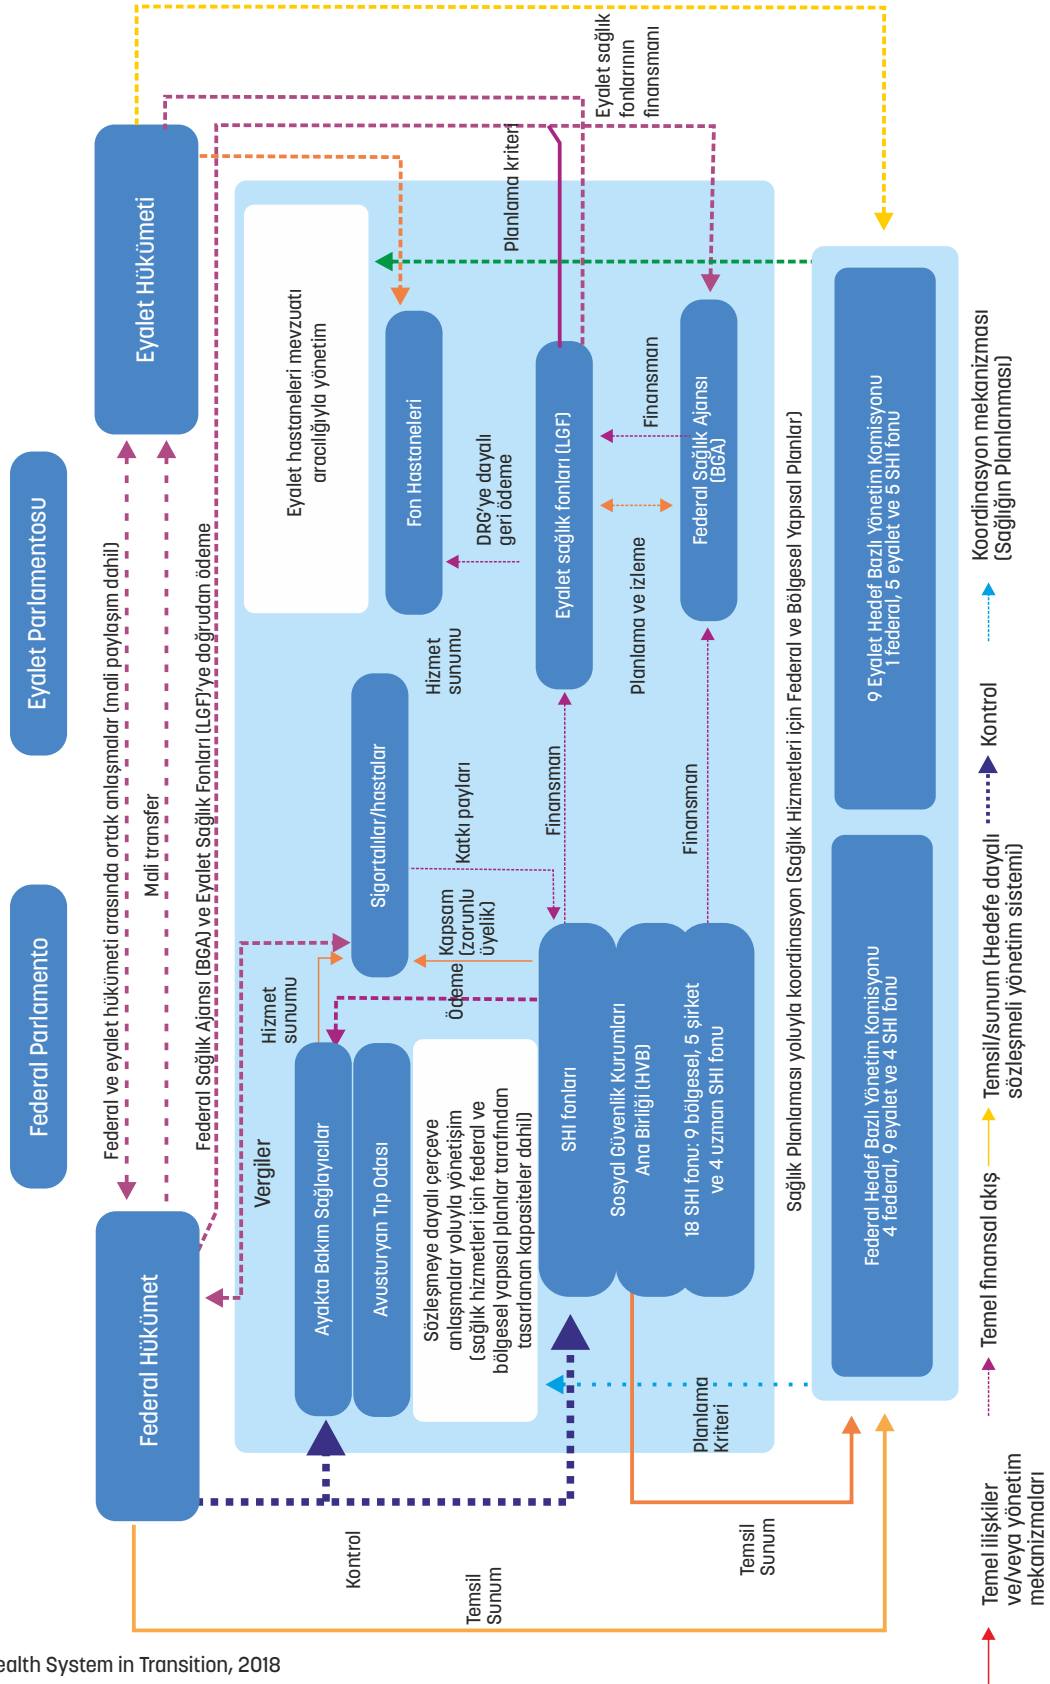 Federal Parlamento
Eyalet Parlamentosu
Federal Hükümet
Federal ve eyalet hükümeti arasında ortak anlaşmalar (mali paylaşım dahil)
Mali transfer
Federal Sağlık Ajansı (BGA) ve Eyalet Sağlık Fonları (LGF)'ye doğrudan ödeme
Eyalet Hükümeti
Vergiler
Hizmet
sunumu
Ayakta Bakım Sağlayıcılar
Avusturyan Tıp Odası
Sözleşmeye dayalı çerçeve
anlaşmalar yoluyla yönetişim
(sağlık hizmetleri için federal ve
bölgesel yapısal planlar tarafından
tasarlanan kapasiteler dahil)
Sigortalılar/hastalar
Ödeme
Kapsam
(zorunlu
üyelik)
Katkı payları
Eyalet hastaneleri mevzuatı
aracılığıyla yönetim
Fon Hastaneleri
Hizmet
sunumu
DRG'ye dayalı
geri ödeme
Planlama kriteri
Eyalet sağlık
fonlarının
finansmanı
SHI fonları
Sosyal Güvenlik Kurumları
Ana Birliği (HVB)
18 SHI fonu: 9 bölgesel, 5 şirket
ve 4 uzman SHI fonu
Finansman
Eyalet sağlık fonları (LGF)
Planlama ve izleme
Finansman
Finansman
Federal Sağlık Ajansı
(BGA)
Kontrol
Temsil
Sunum
Planlama
Kriteri
Temsil
Sunum
Sağlık Planlaması yoluyla koordinasyon (Sağlık Hizmetleri için Federal ve Bölgesel Yapısal Planlar)
Federal Hedef Bazlı Yönetim Komisyonu
4 federal, 9 eylalet ve 4 SHI fonu
9 Eyalet Hedef Bazlı Yönetim Komisyonu
1 federal, 5 eyalet ve 5 SHI fonu
Temel ilişkiler
ve/veya yönetim
mekanizmaları
Temel finansal akış
Temsil/sunum (Hedefe dayalı
sözleşmeli yönetim sistemi)
Kontrol
Koordinasyon mekanizması
(Sağlığın Planlanması)
ealth System in Transition, 2018